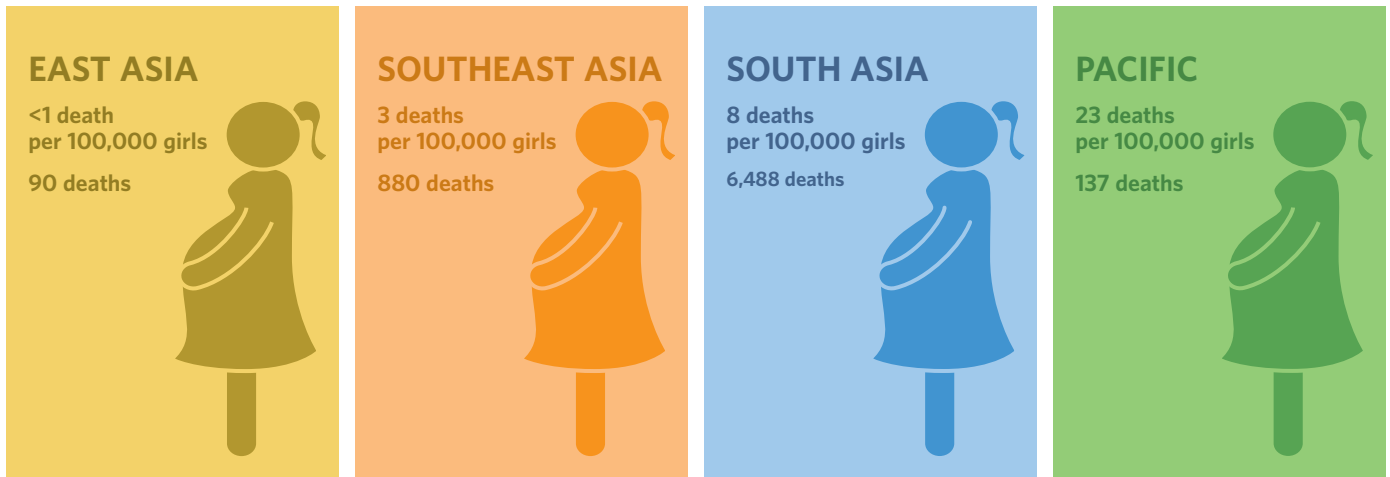 EAST ASIA
<1 death
per 100,000 girls
90 deaths
SOUTHEAST ASIA
3 deaths
per 100,000 girls
880 deaths
SOUTH ASIA
8 deaths
per 100,000 girls
6,488 deaths
PACIFIC
23 deaths
per 100,000 girls
137 deaths